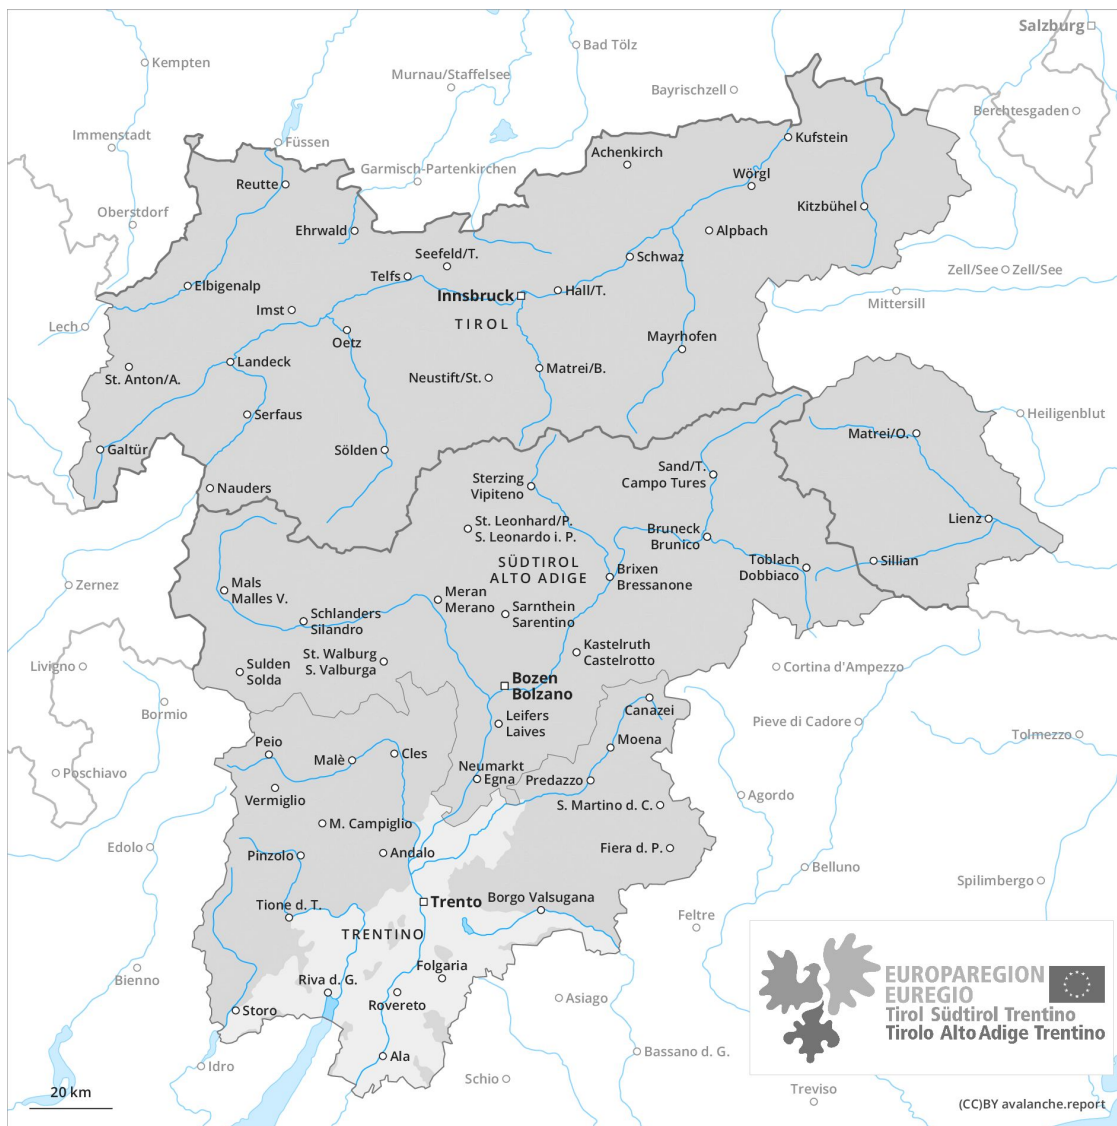 Salzburg
Bad Tölz
Kempten
Murnau/Staffelsee
Bayrischzell
Berchtesgaden
Immenstadt
Füssen
Kufstein
Achenkirch
Garmisch-Partenkirchen
Wörgl
Reutte
Kitzbühel
Oberstdorf
Ehrwald
Alpbach
Seefeld/T.
Schwaz
Telfs
Zell/See
Zell/See
Elbigenalp
Innsbruck
Hall/T.
Mittersill
Imst
TIROL
Lech
Oetz
Mayrhofen
Landeck
Matrei/B.
St. Anton/A.
Neustift/St.
Serfaus
Heiligenblut
Matrei/O.
Galtür
Sölden
Sand/T.
Campo Tures
Sterzing
Vipiteno
Nauders
Lienz
St. Leonhard/P.
S. Leonardo i. P.
Bruneck
Brunico
SÜDTIROL
ALTO ADIGE
Toblach
Dobbiaco
Sillian
Brixen
Bressanone
Zernez
Mals
Malles V.
Meran
Merano
Sarnthein
Sarentino
Schlanders
Silandro
Kastelruth
Castelrotto
St. Walburg
S. Valburga
Livigno
Sulden
Solda
Cortina d'Ampezzo
Bozen
Bolzano
Bormio
Canazei
Leifers
Laives
Pieve di Cadore
Tolmezzo
Peio
Moena
Malè
Cles
Poschiavo
Neumarkt
Egna
Predazzo
Vermiglio
Agordo
S. Martino d. C.
M. Campiglio
Edolo
Pinzolo
Andalo
Fiera d. P.
Belluno
Spilimbergo
Tione d. T.
Trento
Borgo Valsugana
Feltre
TRENTINO
Folgaria
Bienno
Riva d. G.
Rovereto
Asiago
Storo
EUROPAREGION
EUREGIO
Tirol Südtirol Trentino
Tirolo Alto Adige Trentino
Ala
Bassano d. G.
Idro
Schio
Treviso
20 km
(CC)BY avalanche.report